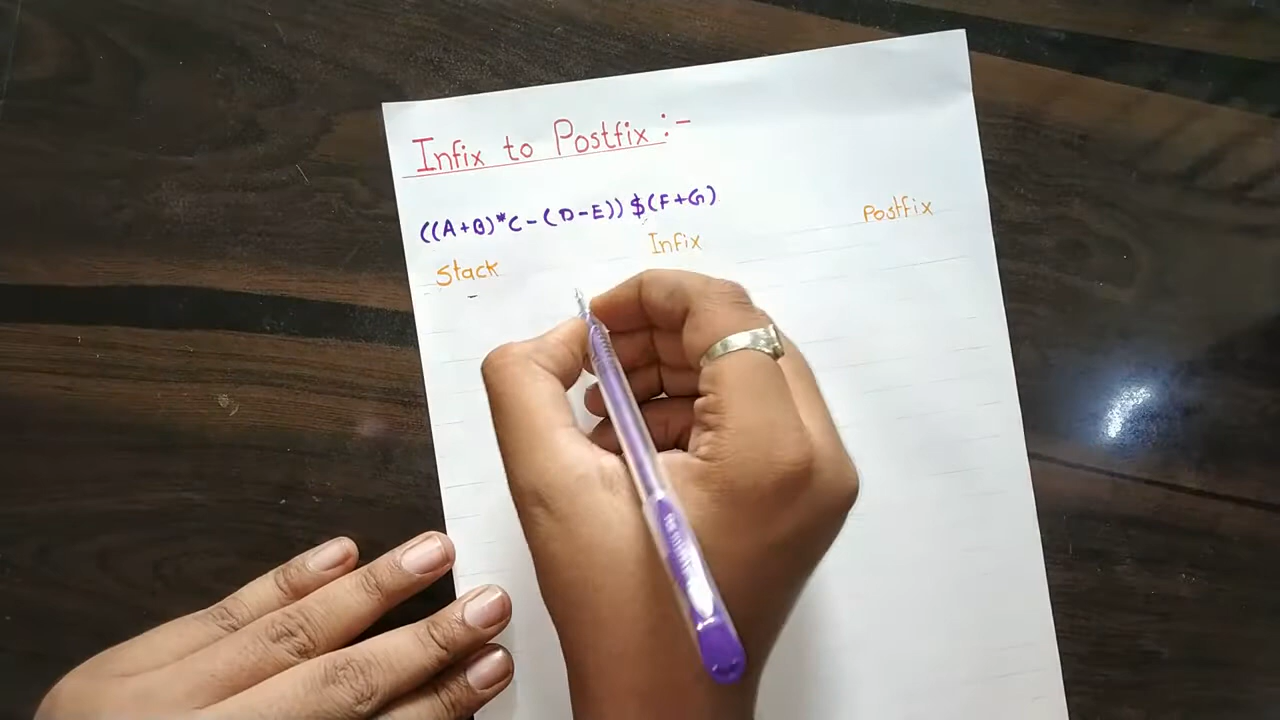 Infix to Postfix :-
((A+B)*C-(D-E))$(F+G)
Stack Infix Postfix